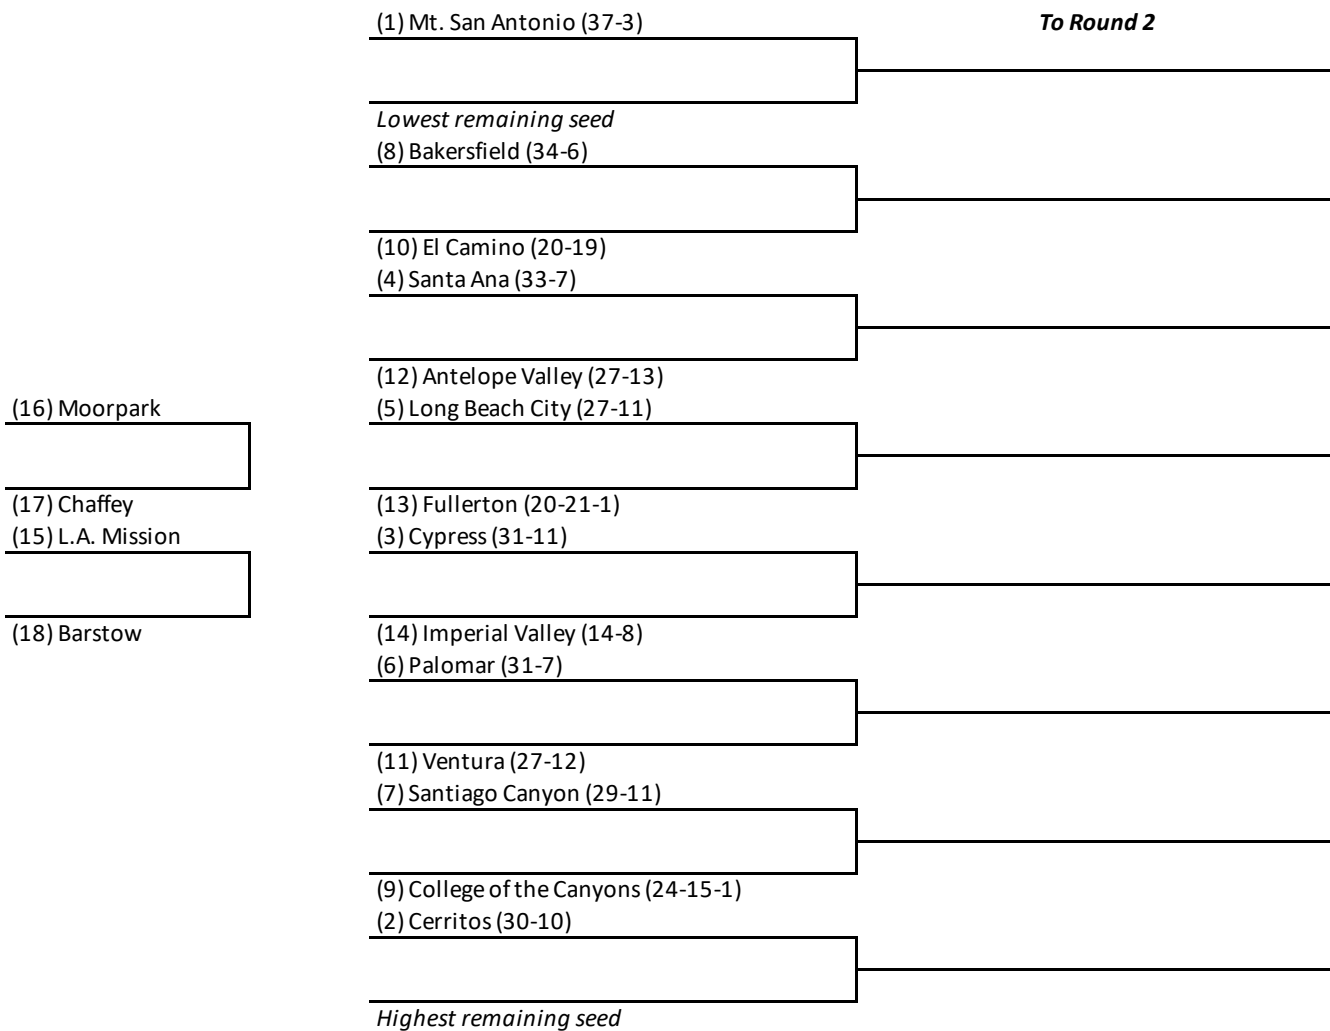 (1) Mt. San Antonio (37-3)
To Round 2
Lowest remaining seed
(8) Bakersfield (34-6)
(10) El Camino (20-19)
(4) Santa Ana (33-7)
(12) Antelope Valley (27-13)
(16) Moorpark
(5) Long Beach City (27-11)
(17) Chaffey
(13) Fullerton (20-21-1)
(15) L.A. Mission
(3) Cypress (31-11)
(18) Barstow
(14) Imperial Valley (14-8)
(6) Palomar (31-7)
(11) Ventura (27-12)
(7) Santiago Canyon (29-11)
(9) College of the Canyons (24-15-1)
(2) Cerritos (30-10)
Highest remaining seed